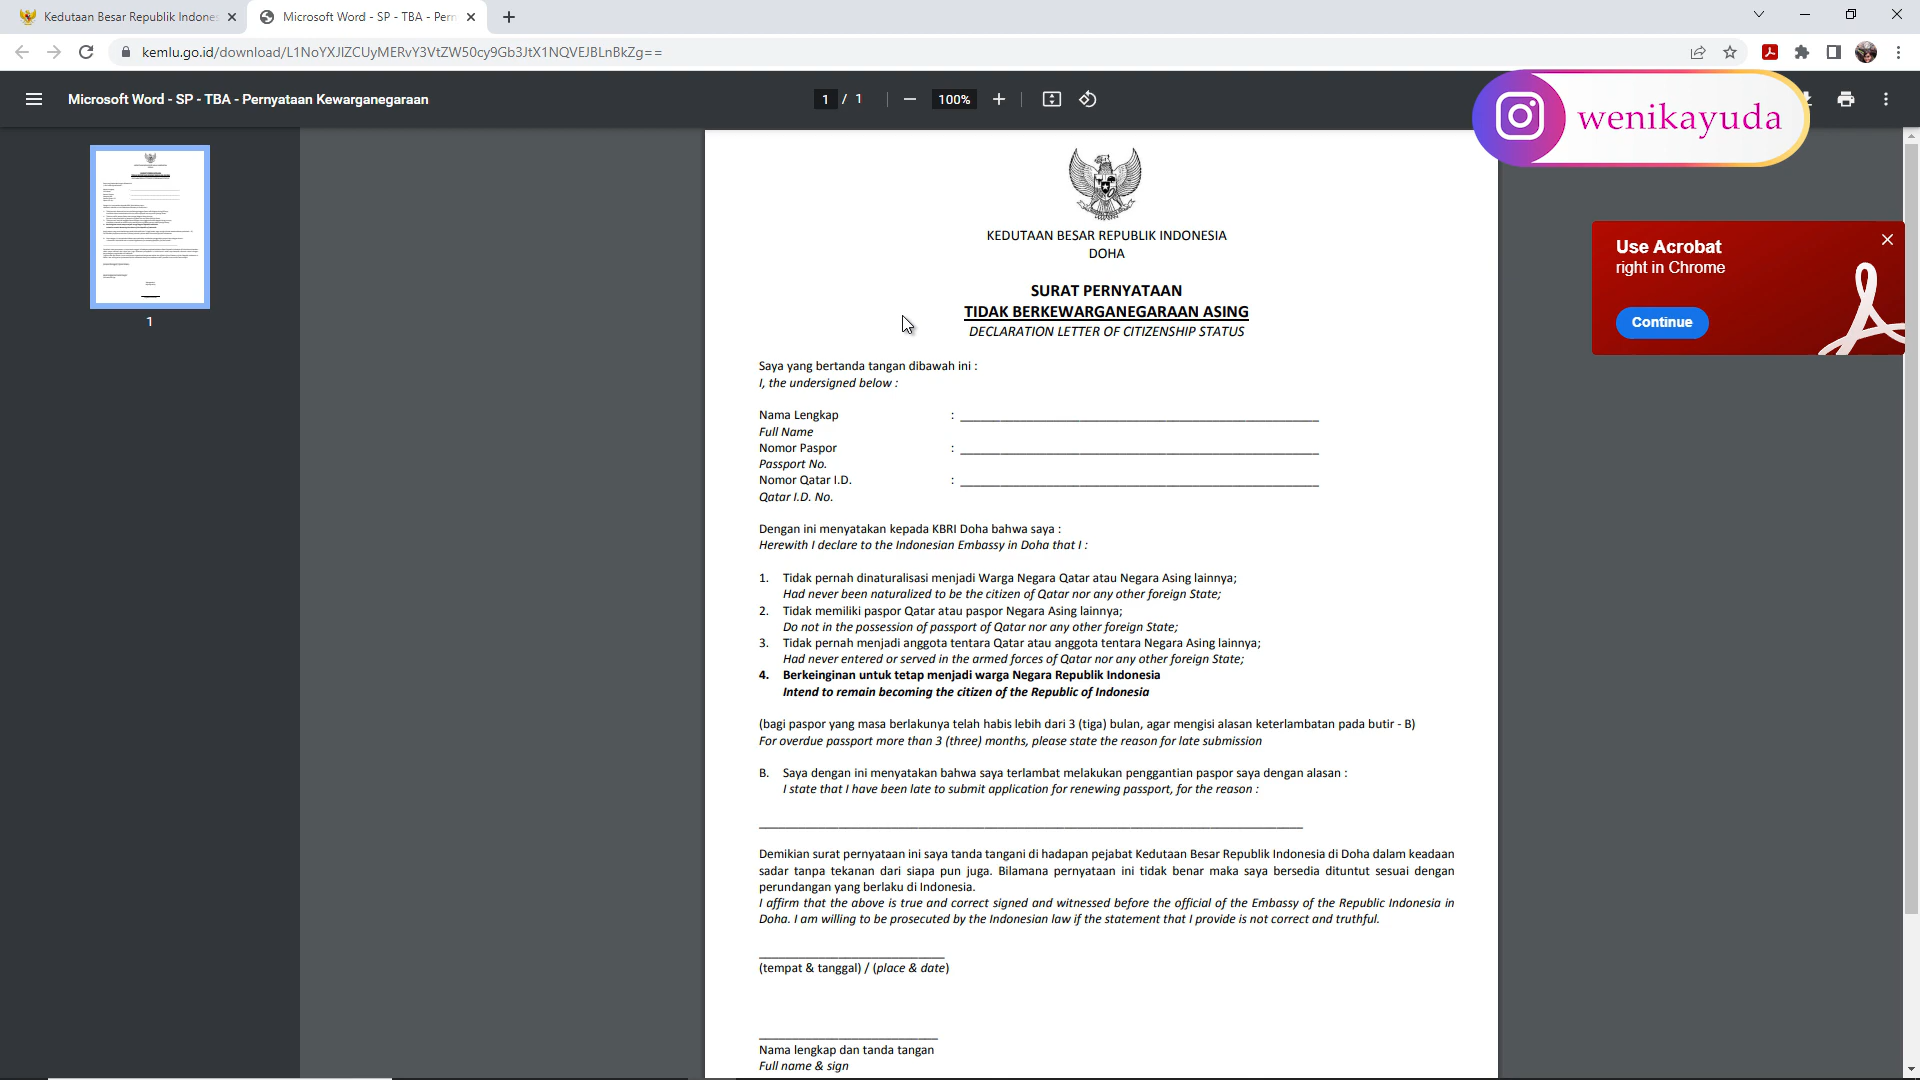 Kedutaan Besar Republik Indones
Microsoft Word - SP - TBA - Pern
kemlu.go.id/download/L1NoYXJlZCUyMERvY3VtZW50cy9Gb3JtX1NQVEJBLnBkZg==
Microsoft Word - SP - TBA - Pernyataan Kewarganegaraan
1 / 1
100%
wenikayuda
1
Use Acrobat
right in Chrome
Continue
KEDUTAAN BESAR REPUBLIK INDONESIA
DOHA
SURAT PERNYATAAN
TIDAK BERKEWARGANEGARAAN ASING
DECLARATION LETTER OF CITIZENSHIP STATUS
Saya yang bertanda tangan dibawah ini :
I, the undersigned below :
Nama Lengkap :
Full Name
Nomor Paspor :
Passport No.
Nomor Qatar I.D. :
Qatar I.D. No.
Dengan ini menyatakan kepada KBRI Doha bahwa saya :
Herewith I declare to the Indonesian Embassy in Doha that I :
1. Tidak pernah dinaturalisasi menjadi Warga Negara Qatar atau Negara Asing lainnya;
Had never been naturalized to be the citizen of Qatar nor any other foreign State;
2. Tidak memiliki paspor Qatar atau paspor Negara Asing lainnya;
Do not in the possession of passport of Qatar nor any other foreign State;
3. Tidak pernah menjadi anggota tentara Qatar atau anggota tentara Negara Asing lainnya;
Had never entered or served in the armed forces of Qatar nor any other foreign State;
4. Berkeinginan untuk tetap menjadi warga Negara Republik Indonesia
Intend to remain becoming the citizen of the Republic of Indonesia
(bagi paspor yang masa berlakunya telah habis lebih dari 3 (tiga) bulan, agar mengisi alasan keterlambatan pada butir - B)
For overdue passport more than 3 (three) months, please state the reason for late submission
B. Saya dengan ini menyatakan bahwa saya terlambat melakukan penggantian paspor saya dengan alasan :
I state that I have been late to submit application for renewing passport, for the reason :
Demikian surat pernyataan ini saya tanda tangani di hadapan pejabat Kedutaan Besar Republik Indonesia di Doha dalam keadaan
sadar tanpa tekanan dari siapa pun juga. Bilamana pernyataan ini tidak benar maka saya bersedia dituntut sesuai dengan
perundangan yang berlaku di Indonesia.
I affirm that the above is true and correct signed and witnessed before the official of the Embassy of the Republic Indonesia in
Doha. I am willing to be prosecuted by the Indonesian law if the statement that I provide is not correct and truthful.
(tempat & tanggal) / (place & date)
Nama lengkap dan tanda tangan
Full name & sign